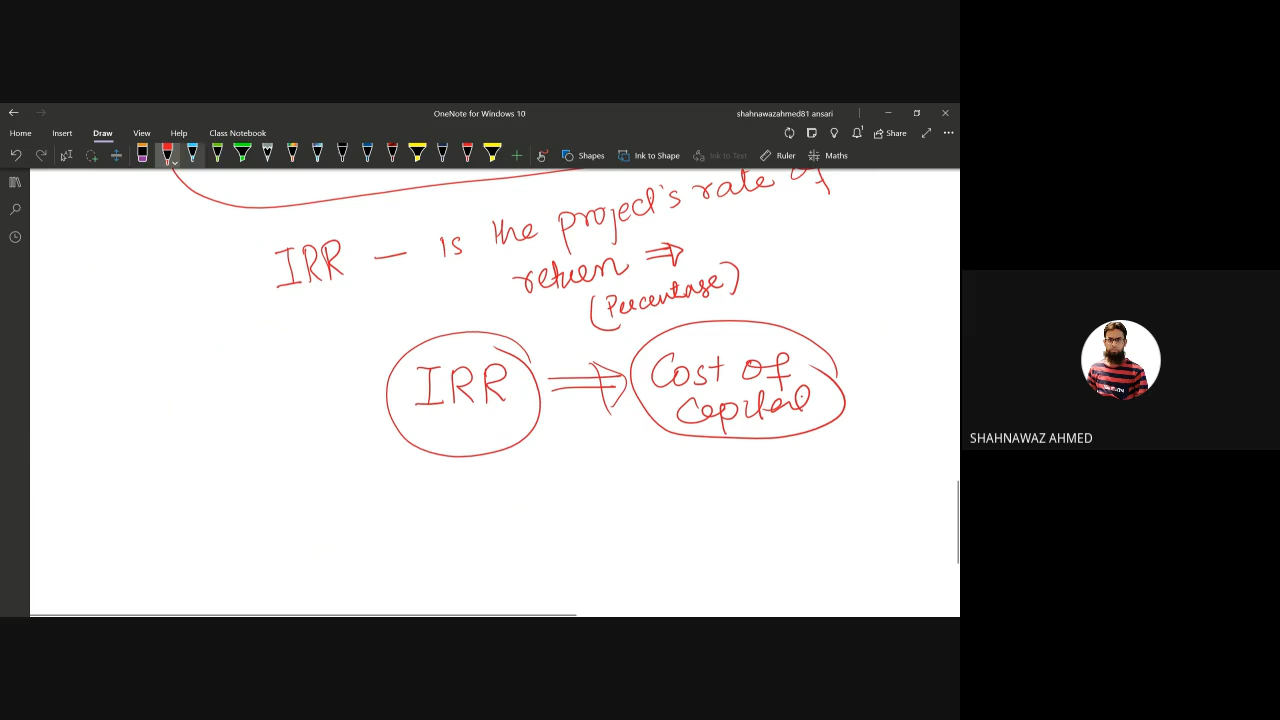 OneNote for Windows 10
shahnawazahmed81 ansari
Home Insert Draw View Help Class Notebook
Share
Shapes Ink to Shape Ink to Text Ruler Maths
IRR — is the project's rate of
return ⇒
(Percentage)
IRR ⇒ Cost of
Capital
SHAHNAWAZ AHMED